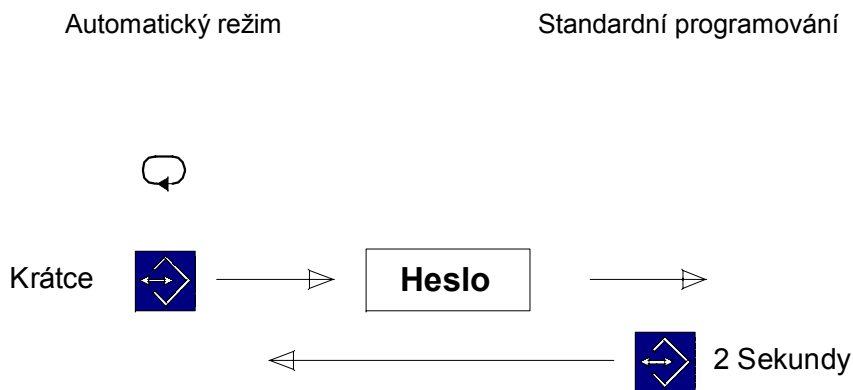 Automatický režim
Standardní programování
Krátce
Heslo
2 Sekundy